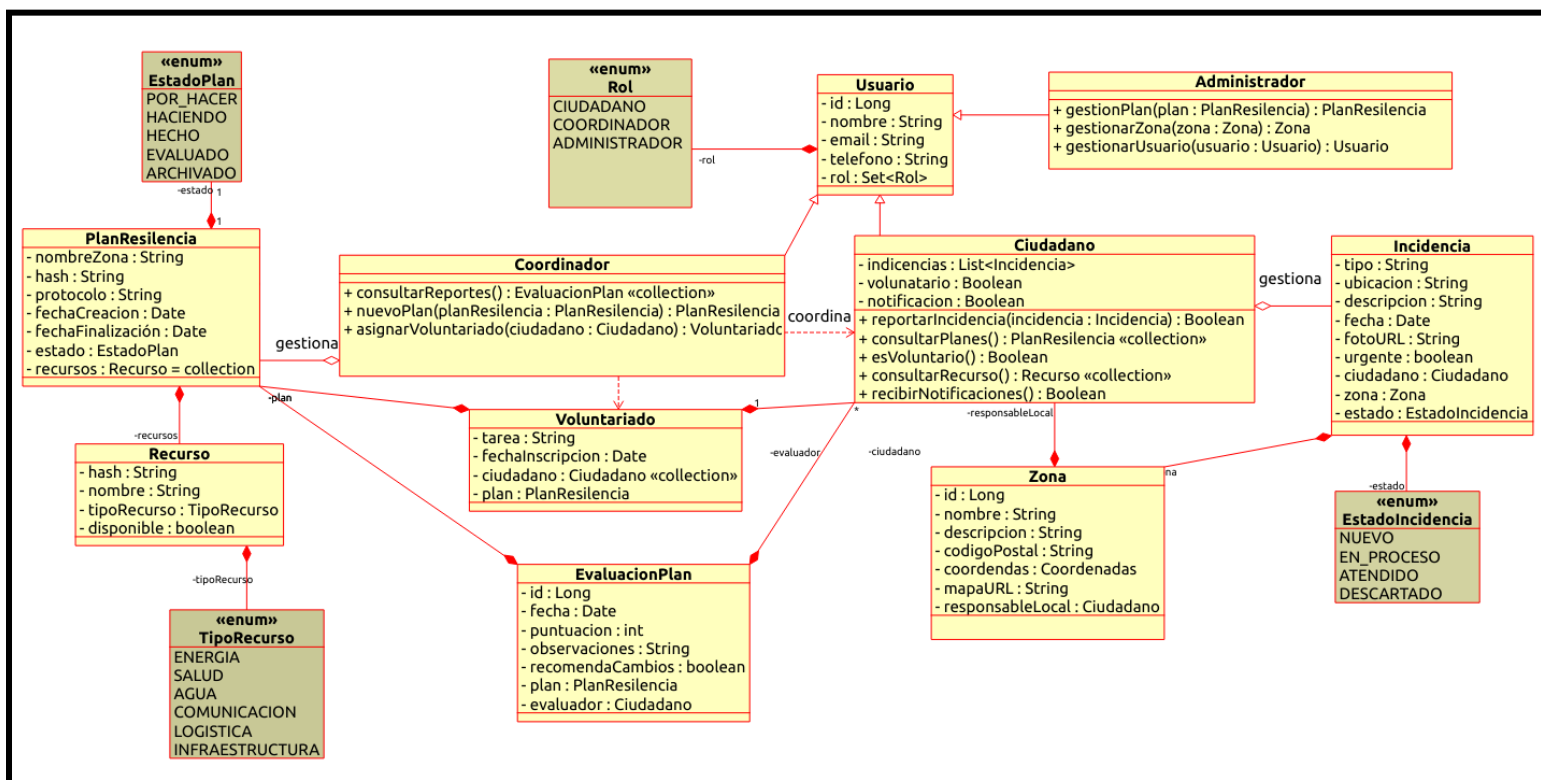 «enum»
EstadoPlan
POR_HACER
HACIENDO
HECHO
EVALUADO
ARCHIVADO
-estado
1
1
«enum»
Rol
CIUDADANO
COORDINADOR
ADMINISTRADOR
-rol
Usuario
- id : Long
- nombre : String
- email : String
- telefono : String
- rol : Set<Rol>
Administrador
+ gestionPlan(plan : PlanResilencia) : PlanResilencia
+ gestionarZona(zona : Zona) : Zona
+ gestionarUsuario(usuario : Usuario) : Usuario
PlanResilencia
- nombreZona : String
- hash : String
- protocolo : String
- fechaCreacion : Date
- fechaFinalización : Date
- estado : EstadoPlan
- recursos : Recurso = collection
gestiona
Coordinador
+ consultarReportes() : EvaluacionPlan «collection»
+ nuevoPlan(planResilencia : PlanResilencia) : PlanResilencia
+ asignarVoluntariado(ciudadano : Ciudadano) : Voluntariado
coordina
Ciudadano
- indicencias : List<Incidencia>
- volunatario : Boolean
- notificacion : Boolean
+ reportarIncidencia(incidencia : Incidencia) : Boolean
+ consultarPlanes() : PlanResilencia «collection»
+ esVoluntario() : Boolean
+ consultarRecurso() : Recurso «collection»
+ recibirNotificaciones() : Boolean
gestiona
Incidencia
- tipo : String
- ubicacion : String
- descripcion : String
- fecha : Date
- fotoURL : String
- urgente : boolean
- ciudadano : Ciudadano
- zona : Zona
- estado : EstadoIncidencia
-plan
-recursos
Recurso
- hash : String
- nombre : String
- tipoRecurso : TipoRecurso
- disponible : boolean
-tipoRecurso
«enum»
TipoRecurso
ENERGIA
SALUD
AGUA
COMUNICACION
LOGISTICA
INFRAESTRUCTURA
Voluntariado
- tarea : String
- fechaInscripcion : Date
- ciudadano : Ciudadano «collection»
- plan : PlanResilencia
1
*
-responsableLocal
-evaluador
-ciudadano
EvaluacionPlan
- id : Long
- fecha : Date
- puntuacion : int
- observaciones : String
- recomendaCambios : boolean
- plan : PlanResilencia
- evaluador : Ciudadano
Zona
- id : Long
- nombre : String
- descripcion : String
- codigoPostal : String
- coordendas : Coordenadas
- mapaURL : String
- responsableLocal : Ciudadano
na
-estado
«enum»
EstadoIncidencia
NUEVO
EN_PROCESO
ATENDIDO
DESCARTADO